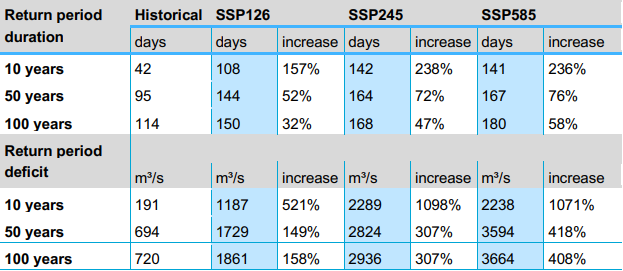 Return period Historical SSP126 SSP245 SSP585
duration days days increase days increase days increase
10 years 42 108 157% 142 238% 141 236%
50 years 95 144 52% 164 72% 167 76%
100 years 114 150 32% 168 47% 180 58%
Return period
deficit m³/s m³/s increase m³/s increase m³/s increase
10 years 191 1187 521% 2289 1098% 2238 1071%
50 years 694 1729 149% 2824 307% 3594 418%
100 years 720 1861 158% 2936 307% 3664 408%